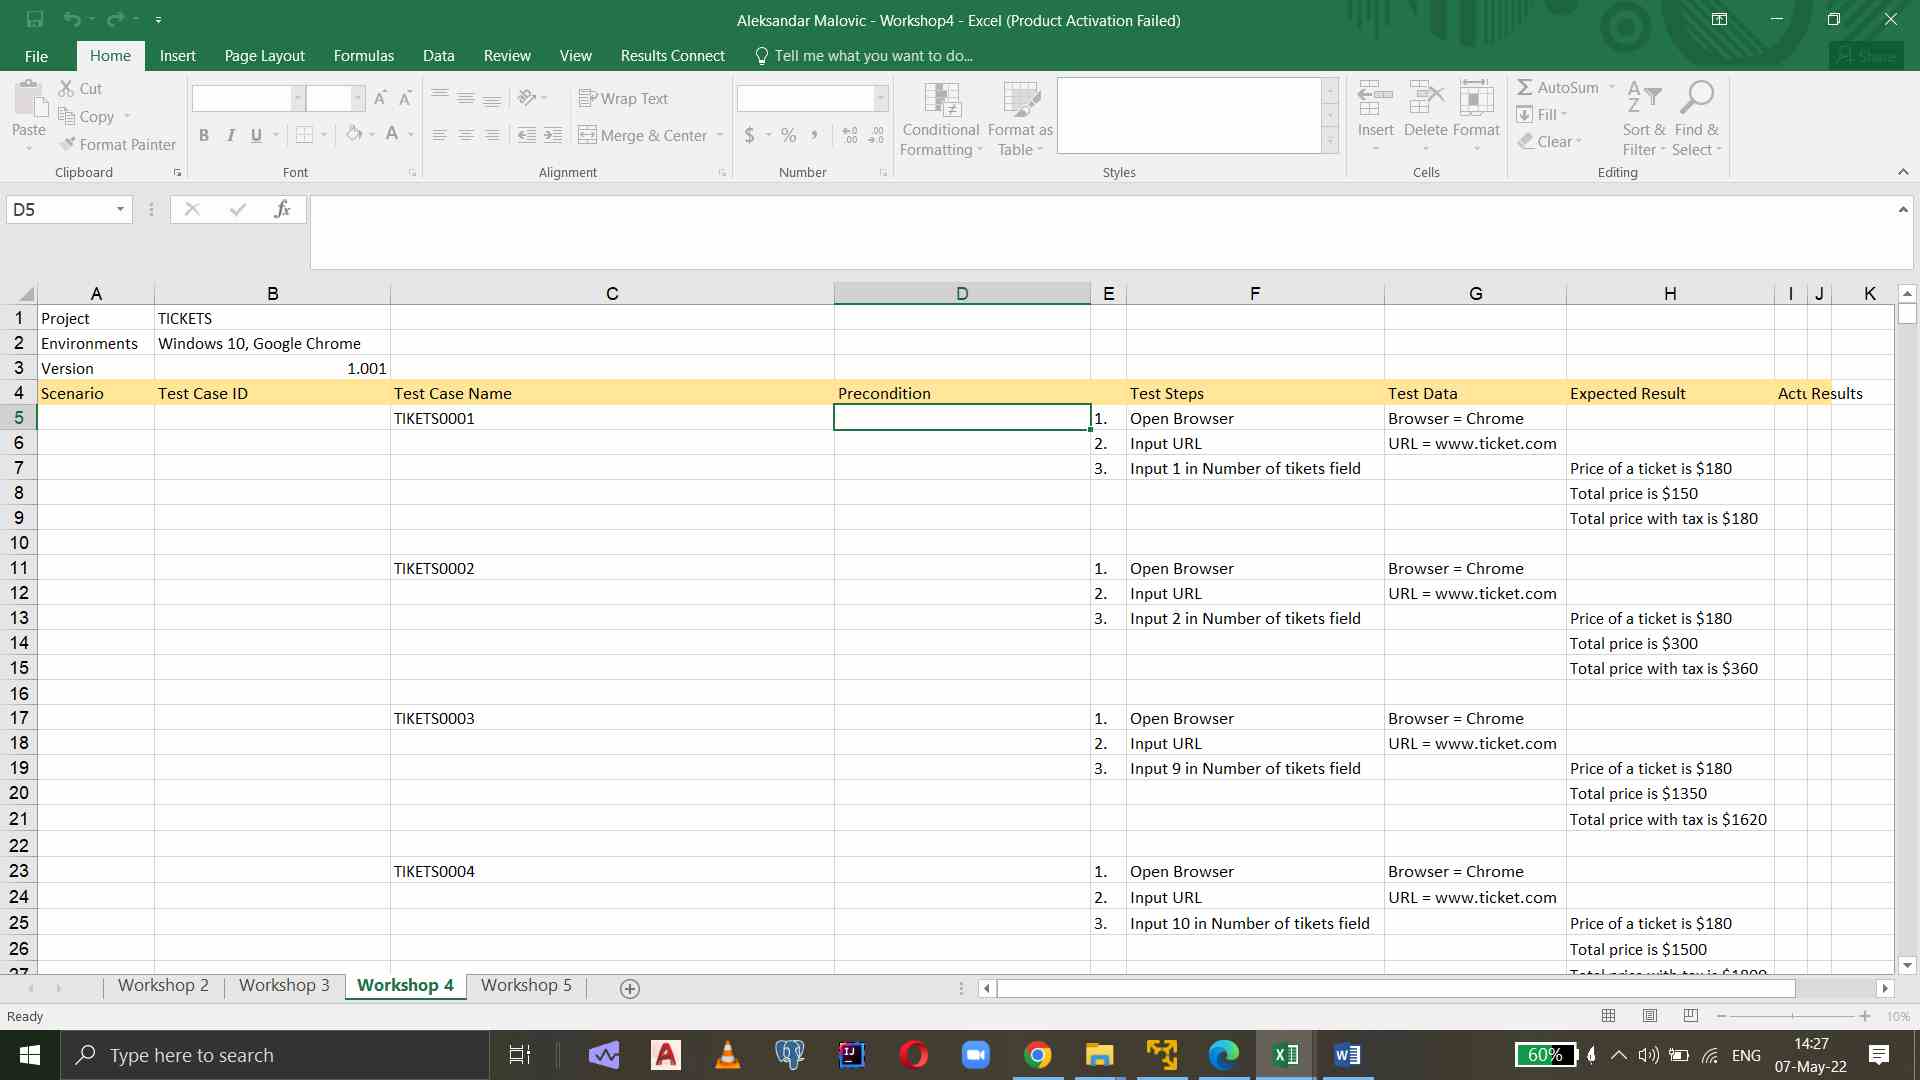 Aleksandar Malovic - Workshop4 - Excel (Product Activation Failed)
File Home Insert Page Layout Formulas Data Review View Results Connect Tell me what you want to do... Share
Paste Cut Copy Format Painter
Clipboard
B I U A
Font
Wrap Text
Merge & Center
Alignment
$ % ,
Number
Conditional Formatting Format as Table
Styles
Insert Delete Format
Cells
AutoSum Fill Clear Sort & Filter Find & Select
Editing
D5 fx
A B C D E F G H I J K
1 Project TICKETS
2 Environments Windows 10, Google Chrome
3 Version 1.001
4 Scenario Test Case ID Test Case Name Precondition Test Steps Test Data Expected Result Actu Results
5 TIKETS0001 1. Open Browser Browser = Chrome
6 2. Input URL URL = www.ticket.com
7 3. Input 1 in Number of tikets field Price of a ticket is $180
8 Total price is $150
9 Total price with tax is $180
10
11 TIKETS0002 1. Open Browser Browser = Chrome
12 2. Input URL URL = www.ticket.com
13 3. Input 2 in Number of tikets field Price of a ticket is $180
14 Total price is $300
15 Total price with tax is $360
16
17 TIKETS0003 1. Open Browser Browser = Chrome
18 2. Input URL URL = www.ticket.com
19 3. Input 9 in Number of tikets field Price of a ticket is $180
20 Total price is $1350
21 Total price with tax is $1620
22
23 TIKETS0004 1. Open Browser Browser = Chrome
24 2. Input URL URL = www.ticket.com
25 3. Input 10 in Number of tikets field Price of a ticket is $180
26 Total price is $1500
27 Total price with tax is $1800
Workshop 2 Workshop 3 Workshop 4 Workshop 5
Ready 10%
Type here to search 60% ENG 14:27
07-May-22